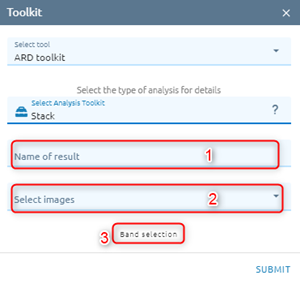 Toolkit ×
Select tool
ARD toolkit
Select the type of analysis for details
Select Analysis Toolkit
Stack ?
Name of result 1
Select images 2
3 Band selection
SUBMIT